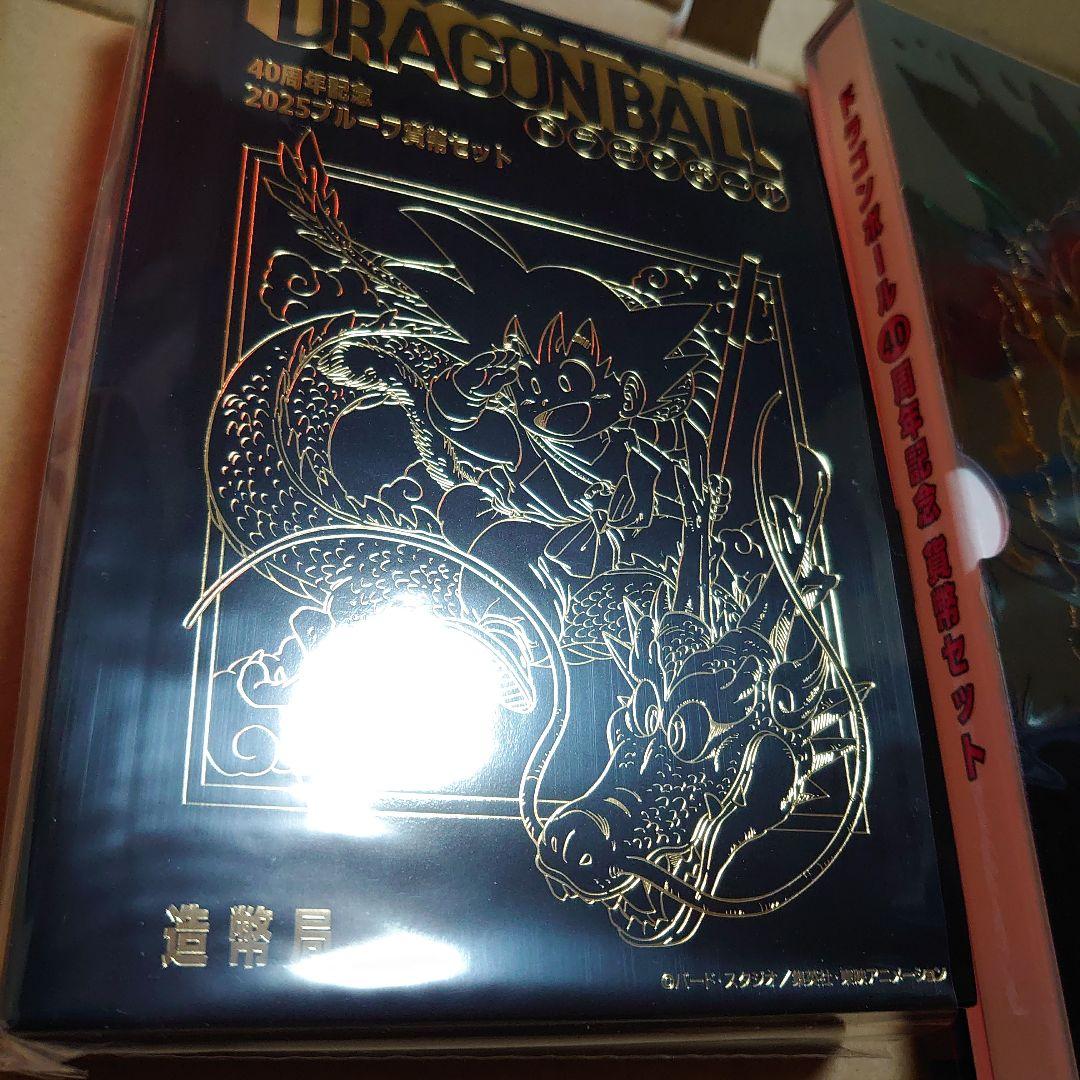 DRAGON BALL
ドラゴンボール
40周年記念
2025プルーフ貨幣セット
造幣局
©バード・スタジオ/集英社・東映アニメーション
ドラゴンボール40周年記念 貨幣セット